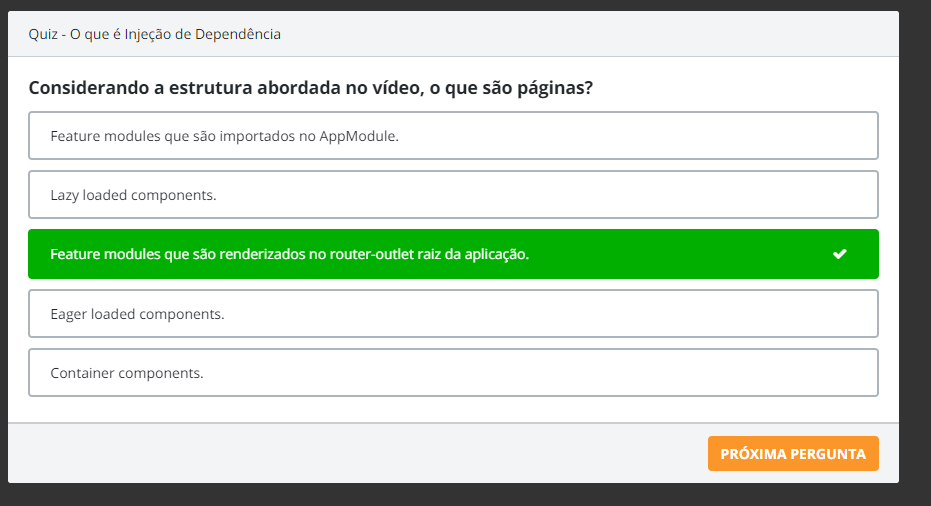 Quiz - O que é Injeção de Dependência
Considerando a estrutura abordada no vídeo, o que são páginas?
Feature modules que são importados no AppModule.
Lazy loaded components.
Feature modules que são renderizados no router-outlet raiz da aplicação.
Eager loaded components.
Container components.
PRÓXIMA PERGUNTA